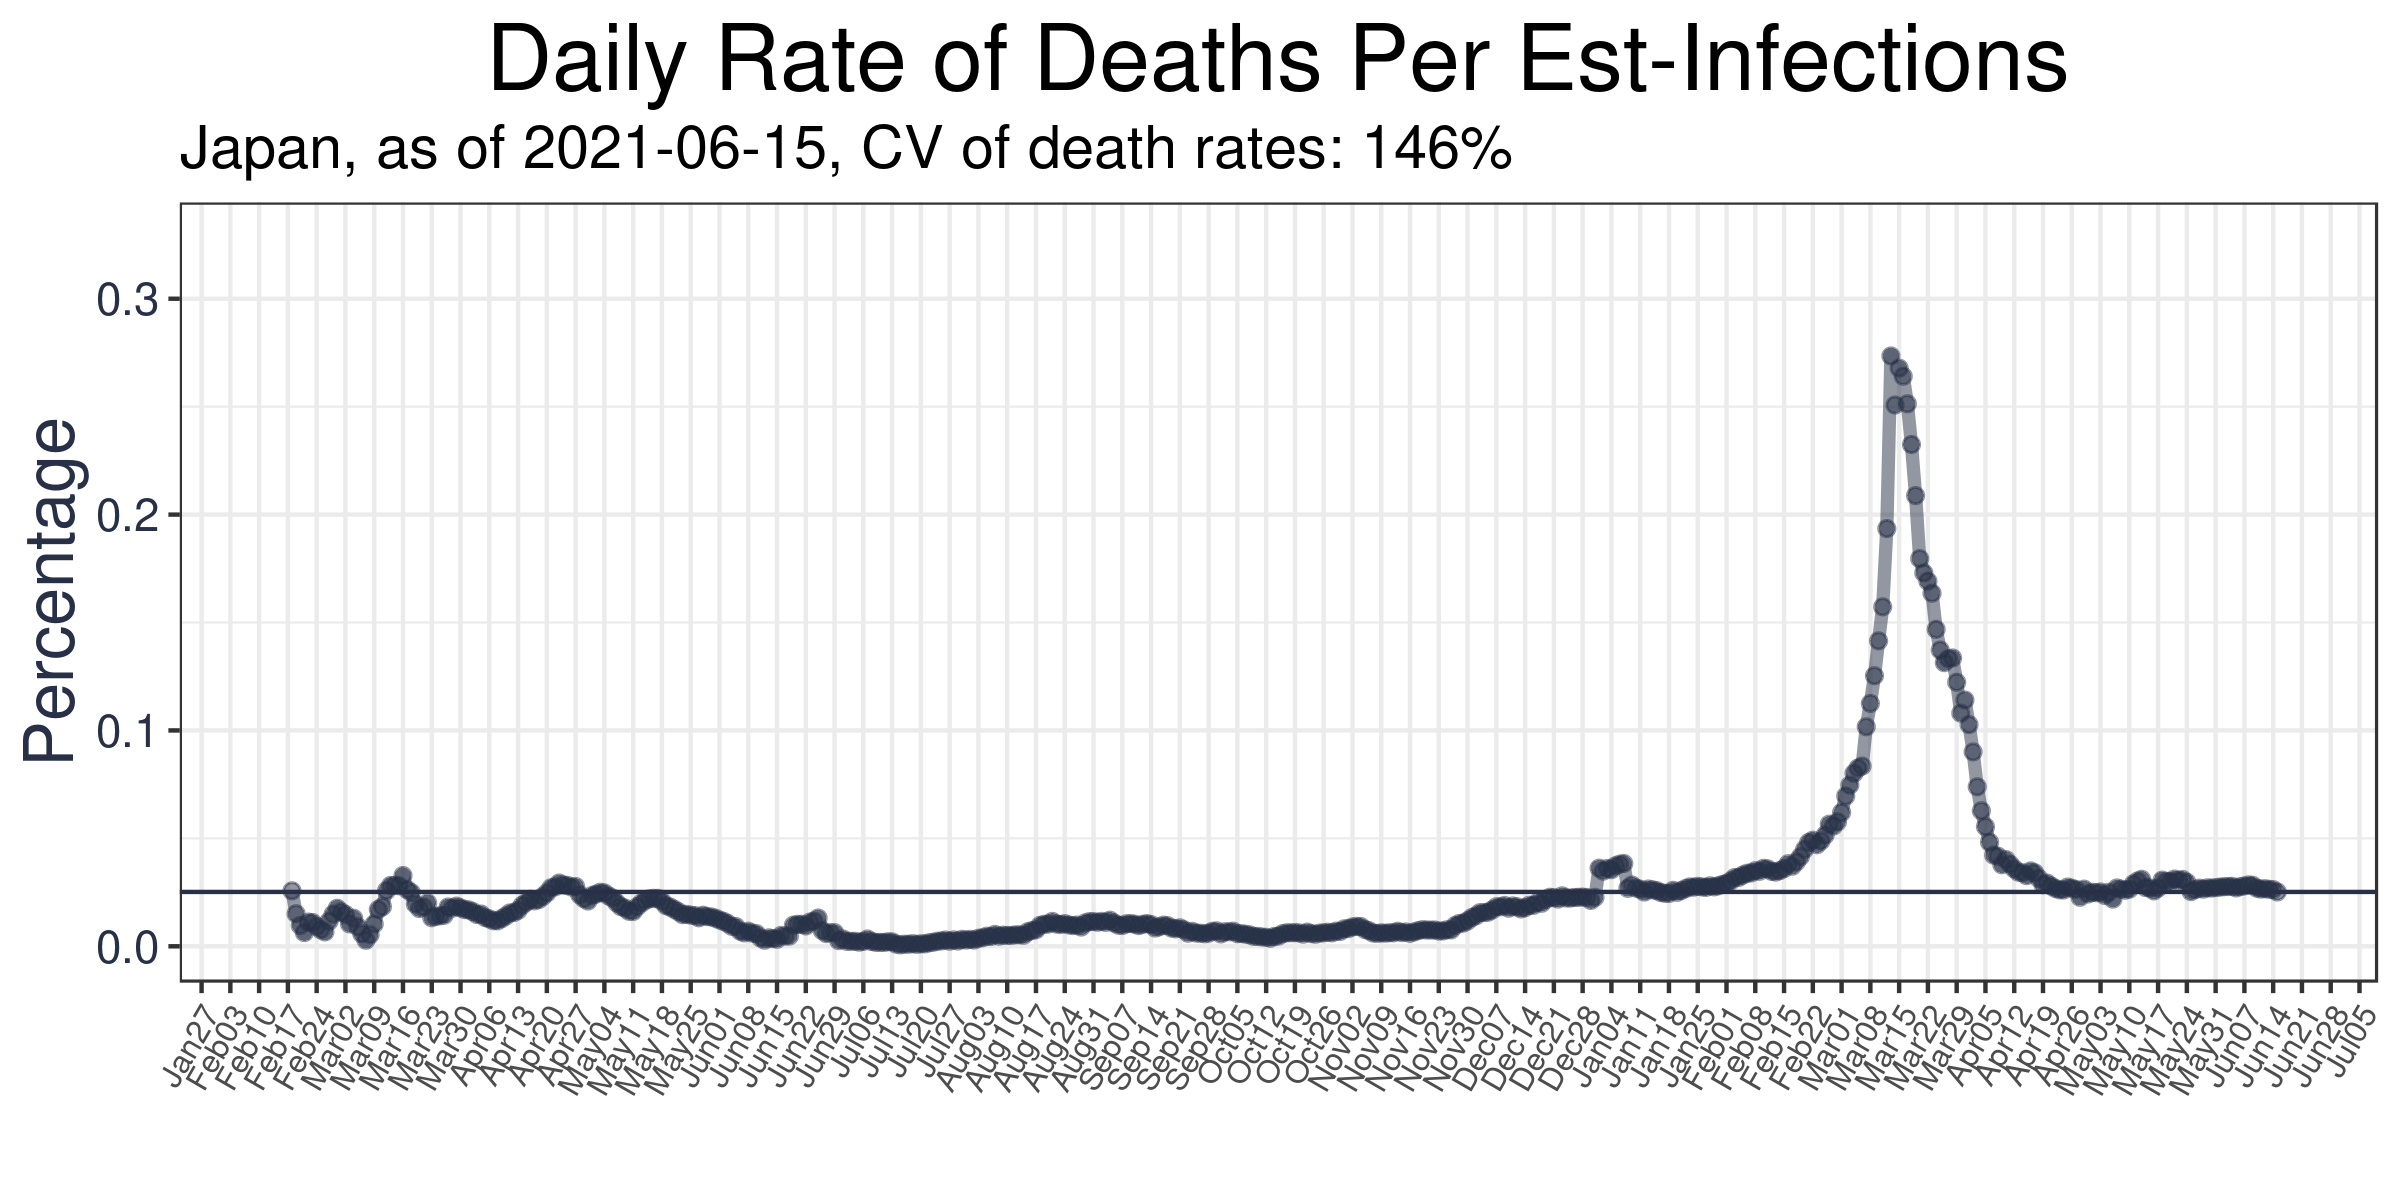 Daily Rate of Deaths Per Est-Infections
Japan, as of 2021-06-15, CV of death rates: 146%
Percentage
0.3
0.2
0.1
0.0
Jan27
Feb03
Feb10
Feb17
Feb24
Mar02
Mar09
Mar16
Mar23
Mar30
Apr06
Apr13
Apr20
Apr27
May04
May11
May18
May25
Jun01
Jun08
Jun15
Jun22
Jun29
Jul06
Jul13
Jul20
Jul27
Aug03
Aug10
Aug17
Aug24
Aug31
Sep07
Sep14
Sep21
Sep28
Oct05
Oct12
Oct19
Oct26
Nov02
Nov09
Nov16
Nov23
Nov30
Dec07
Dec14
Dec21
Dec28
Jan04
Jan11
Jan18
Jan25
Feb01
Feb08
Feb15
Feb22
Mar01
Mar08
Mar15
Mar22
Mar29
Apr05
Apr12
Apr19
Apr26
May03
May10
May17
May24
May31
Jun07
Jun14
Jun21
Jun28
Jul05